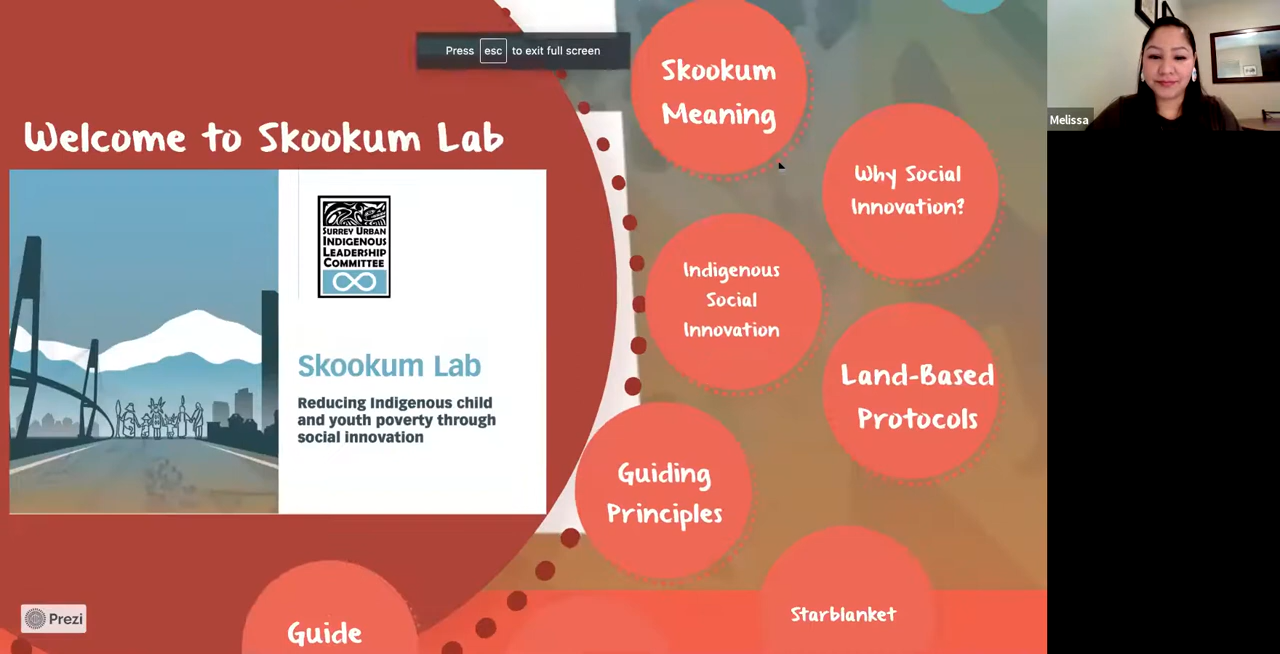 Press esc to exit full screen
Welcome to Skookum Lab
SURREY URBAN
INDIGENOUS
LEADERSHIP
COMMITTEE
Skookum Lab
Reducing Indigenous child
and youth poverty through
social innovation
Skookum
Meaning
Why Social
Innovation?
Indigenous
Social
Innovation
Land-Based
Protocols
Guiding
Principles
Starblanket
Guide
Prezi
Melissa